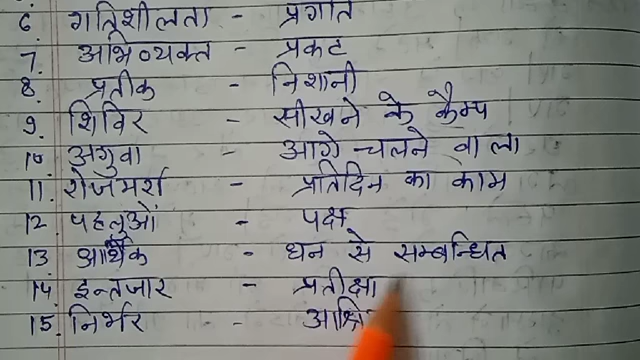 6. गतिशीलता - प्रगति
7. अभिव्यक्त - प्रकट
8. प्रतीक - निशानी
9. शिविर - सीखने के कैम्प
10. अगुवा - आगे चलने वाला
11. रोजमर्रा - प्रतिदिन का काम
12. पहलूओं - पक्ष
13. आर्थिक - धन से सम्बन्धित
14. इन्तजार - प्रतीक्षा
15. निर्भर -